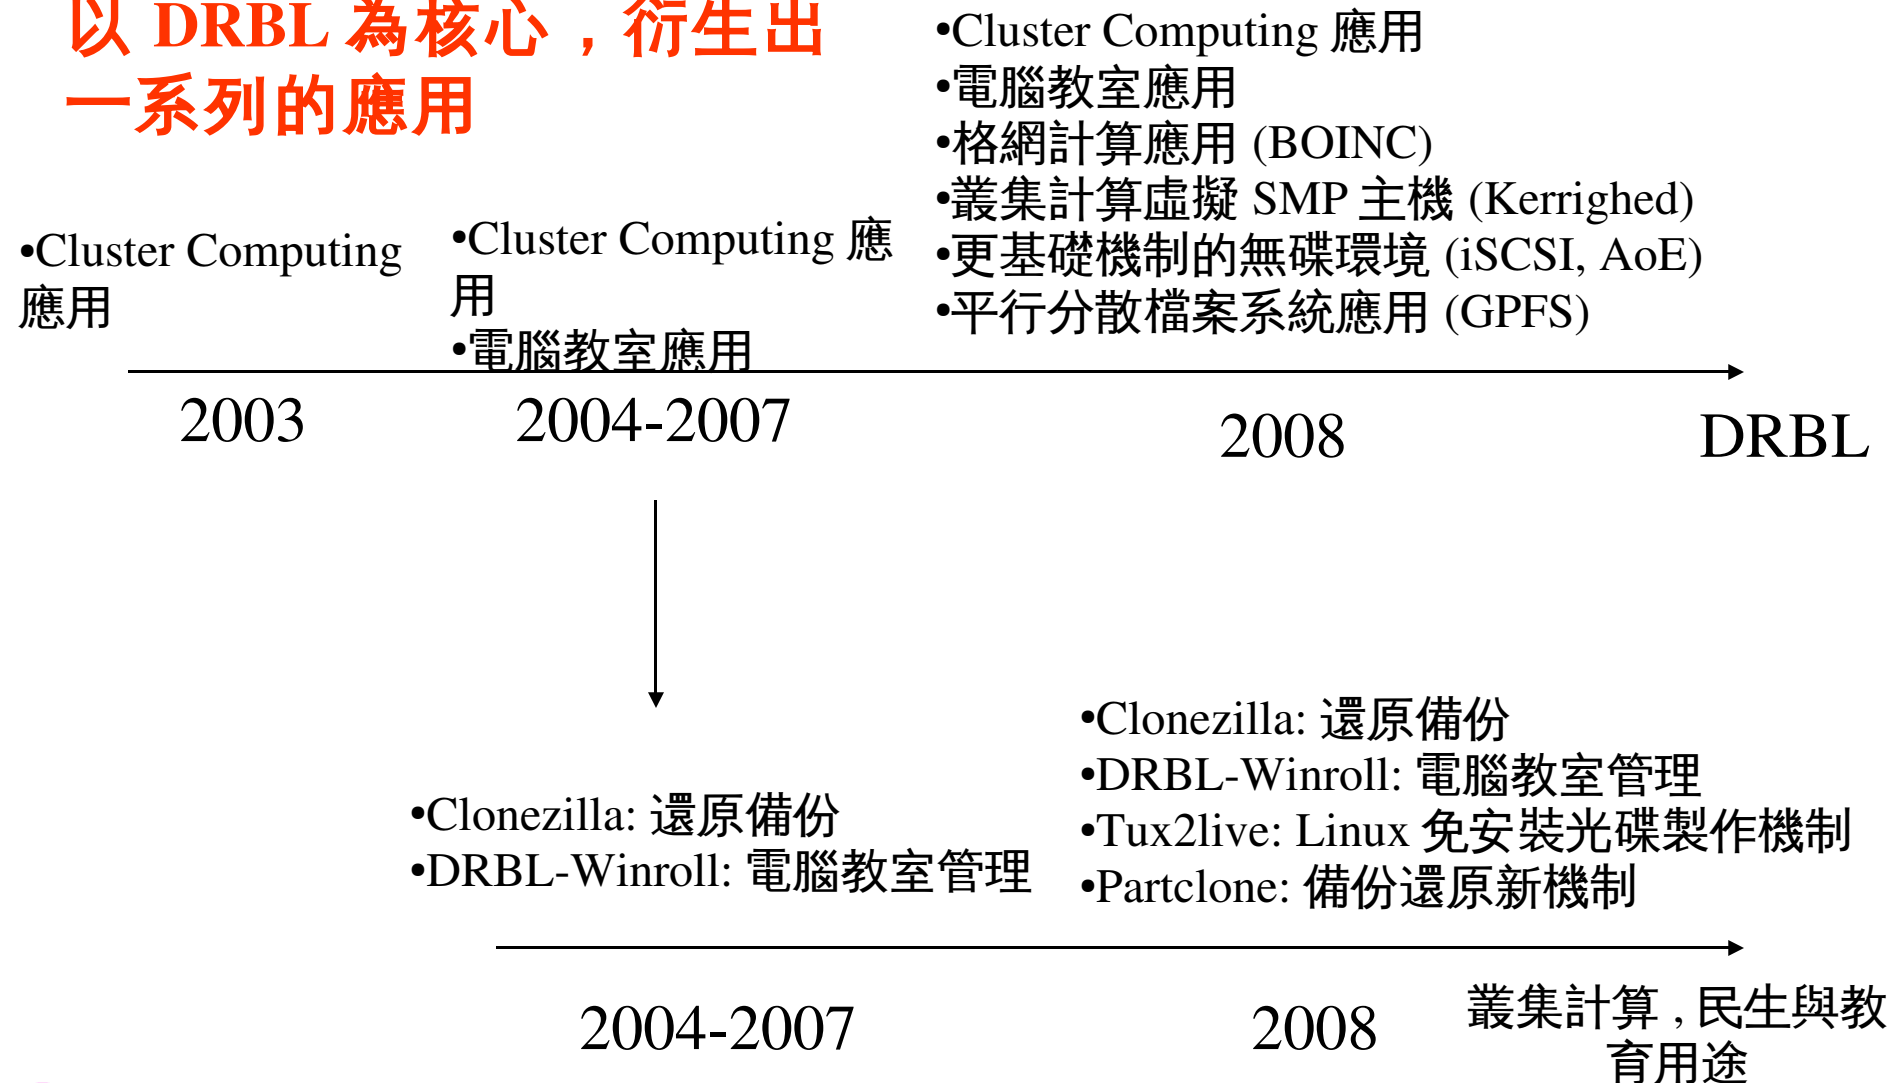 以 DRBL 為核心，衍生出
一系列的應用
•Cluster Computing
應用
•Cluster Computing 應
用
•電腦教室應用
•Cluster Computing 應用
•電腦教室應用
•格網計算應用 (BOINC)
•叢集計算虛擬 SMP 主機 (Kerrighed)
•更基礎機制的無碟環境 (iSCSI, AoE)
•平行分散檔案系統應用 (GPFS)
2003
2004-2007
2008
DRBL
•Clonezilla: 還原備份
•DRBL-Winroll: 電腦教室管理
•Clonezilla: 還原備份
•DRBL-Winroll: 電腦教室管理
•Tux2live: Linux 免安裝光碟製作機制
•Partclone: 備份還原新機制
2004-2007
2008
叢集計算 , 民生與教
育用途